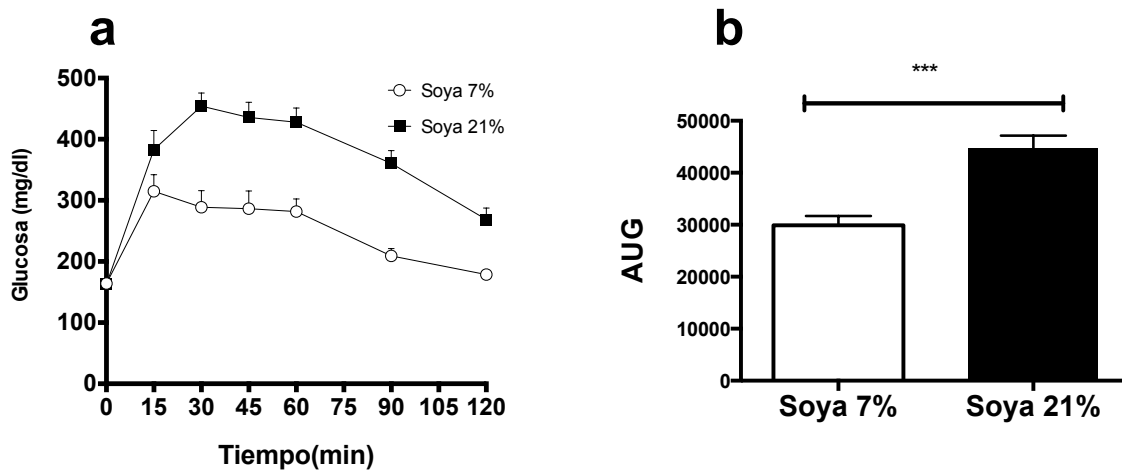 a
500
400
300
200
100
0
Glucosa (mg/dl)
Soya 7%
Soya 21%
0 15 30 45 60 75 90 105 120
Tiempo(min)
b
***
50000
40000
30000
20000
10000
0
AUG
Soya 7% Soya 21%